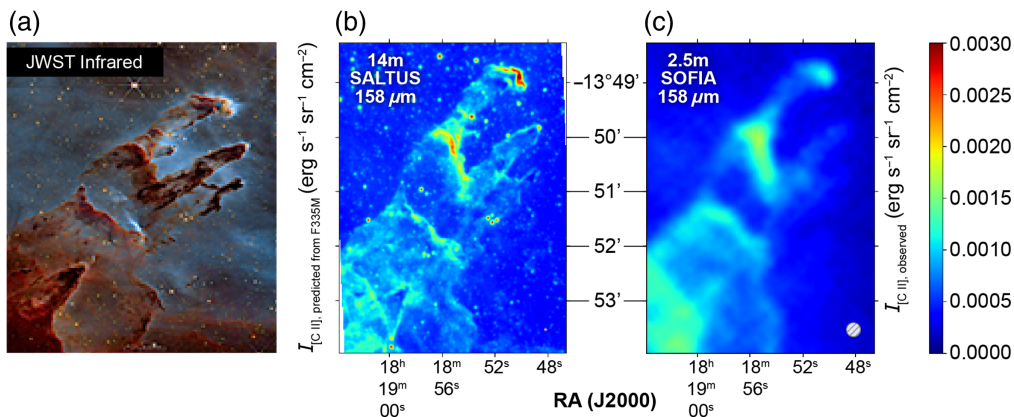 (a)
JWST Infrared
(b)
I[C II], predicted from F335M (erg s⁻¹ sr⁻¹ cm⁻²)
14m
SALTUS
158 µm
−13°49′
50′
51′
52′
53′
18ʰ 18ᵐ 52ˢ 48ˢ
19ᵐ 56ˢ
00ˢ
(c)
2.5m
SOFIA
158 µm
I[C II], observed (erg s⁻¹ sr⁻¹ cm⁻²)
18ʰ 18ᵐ 52ˢ 48ˢ
19ᵐ 56ˢ
00ˢ
RA (J2000)
0.0030
0.0025
0.0020
0.0015
0.0010
0.0005
0.0000